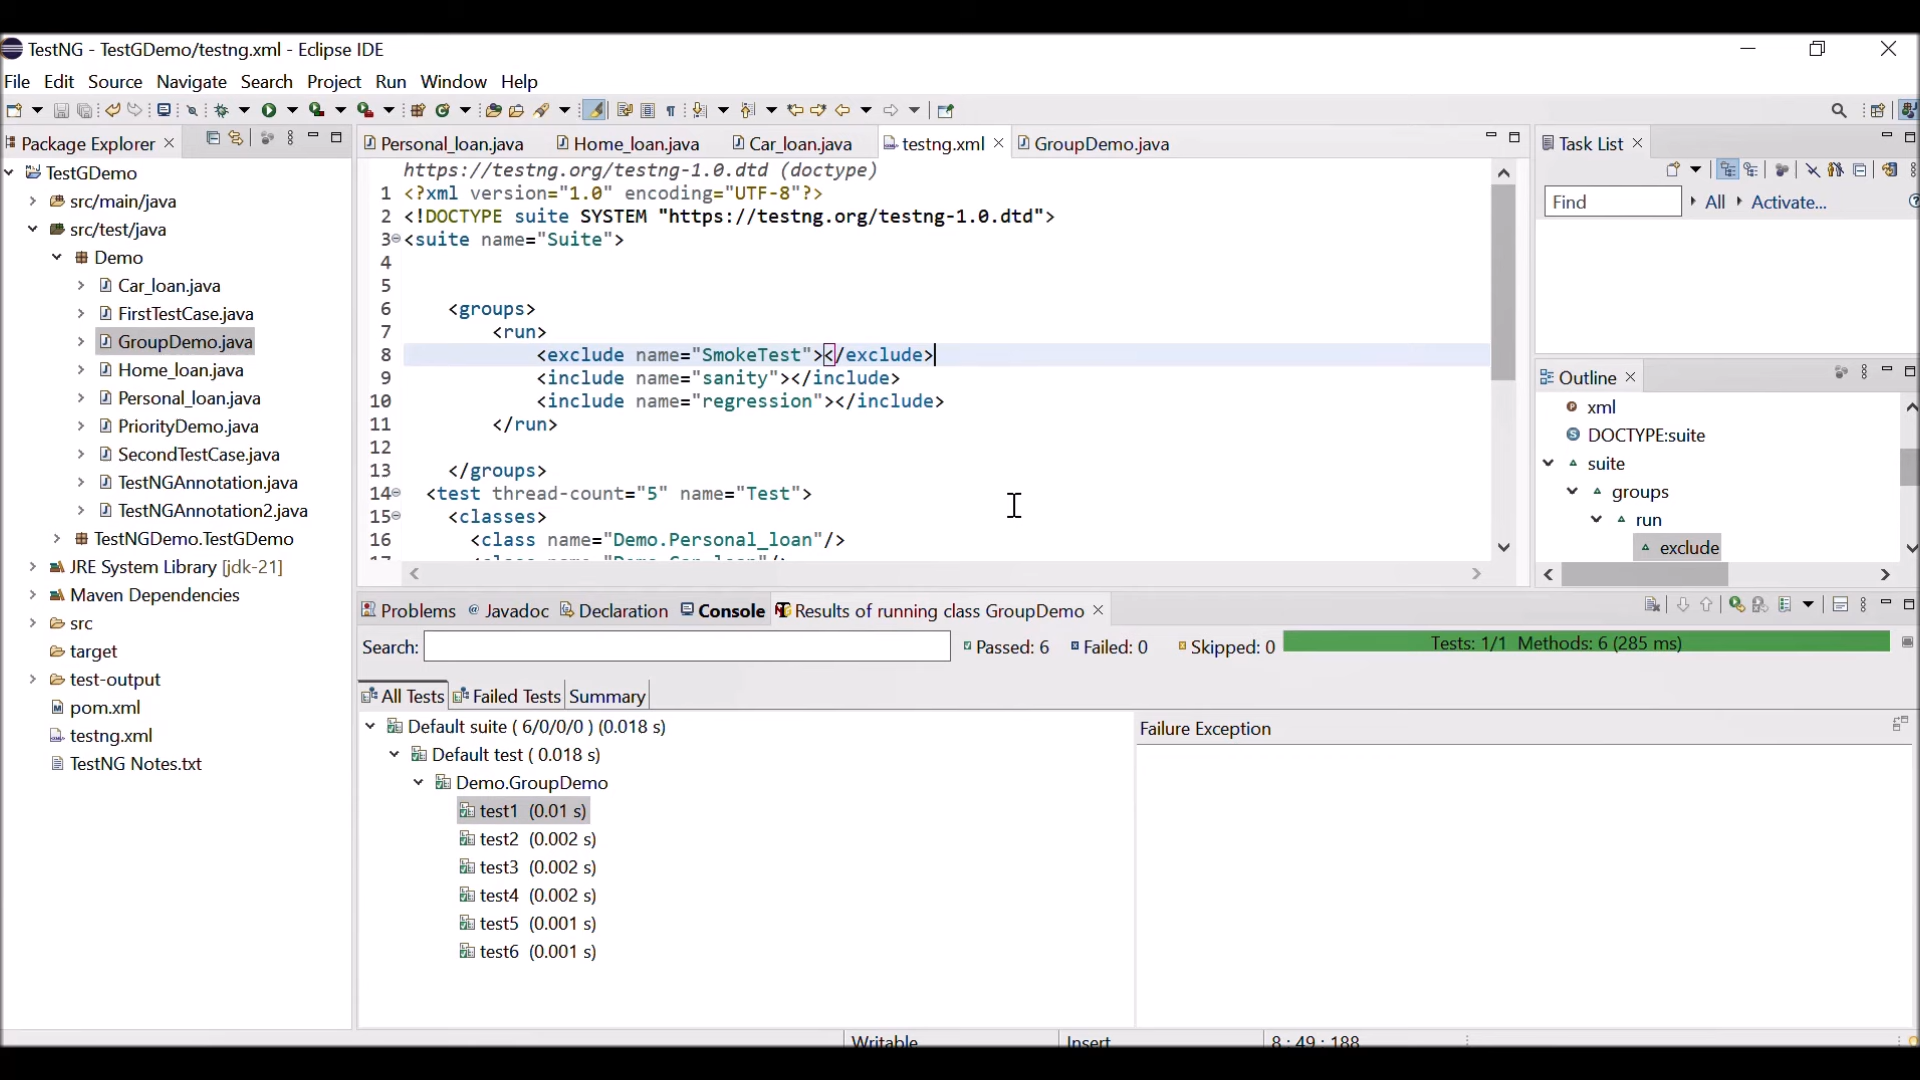 TestNG - TestGDemo/testng.xml - Eclipse IDE
File Edit Source Navigate Search Project Run Window Help
Package Explorer
TestGDemo
src/main/java
src/test/java
Demo
Car_loan.java
FirstTestCase.java
GroupDemo.java
Home_loan.java
Personal_loan.java
PriorityDemo.java
SecondTestCase.java
TestNGAnnotation.java
TestNGAnnotation2.java
TestNGDemo.TestGDemo
JRE System Library [jdk-21]
Maven Dependencies
src
target
test-output
pom.xml
testng.xml
TestNG Notes.txt
Personal_loan.java Home_loan.java Car_loan.java testng.xml GroupDemo.java
https://testng.org/testng-1.0.dtd (doctype)
1 <?xml version="1.0" encoding="UTF-8"?>
2 <!DOCTYPE suite SYSTEM "https://testng.org/testng-1.0.dtd">
3 <suite name="Suite">
4
5
6 <groups>
7 <run>
8 <exclude name="SmokeTest"></exclude>
9 <include name="sanity"></include>
10 <include name="regression"></include>
11 </run>
12
13 </groups>
14 <test thread-count="5" name="Test">
15 <classes>
16 <class name="Demo.Personal_loan"/>
17 <class name="Demo.Car_loan"/>
Task List
Find All Activate...
Outline
xml
DOCTYPE:suite
suite
groups
run
exclude
Problems Javadoc Declaration Console Results of running class GroupDemo
Search: Passed: 6 Failed: 0 Skipped: 0 Tests: 1/1 Methods: 6 (285 ms)
All Tests Failed Tests Summary
Default suite ( 6/0/0/0 ) (0.018 s)
Default test ( 0.018 s)
Demo.GroupDemo
test1 (0.01 s)
test2 (0.002 s)
test3 (0.002 s)
test4 (0.002 s)
test5 (0.001 s)
test6 (0.001 s)
Failure Exception
Writable Insert 8 : 49 : 188